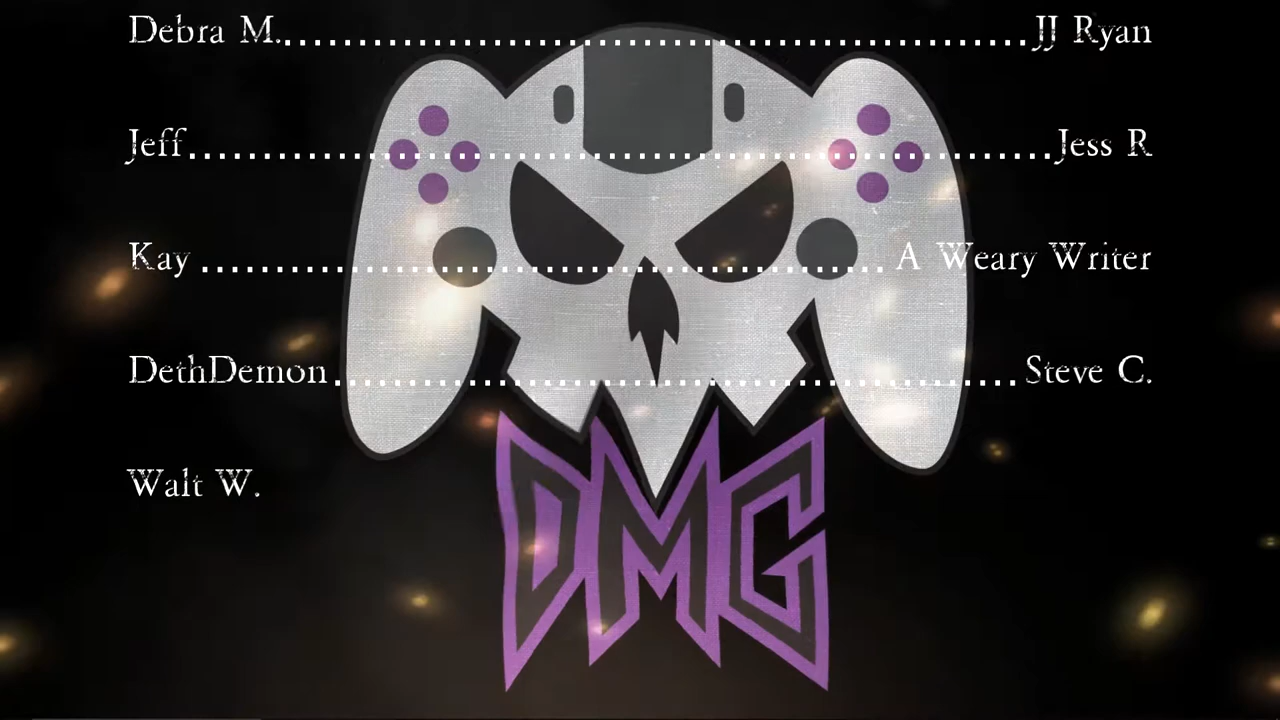 Debra M. JJ Ryan
Jeff Jess R
Kay A Weary Writer
DethDemon Steve C.
Walt W.
DMG